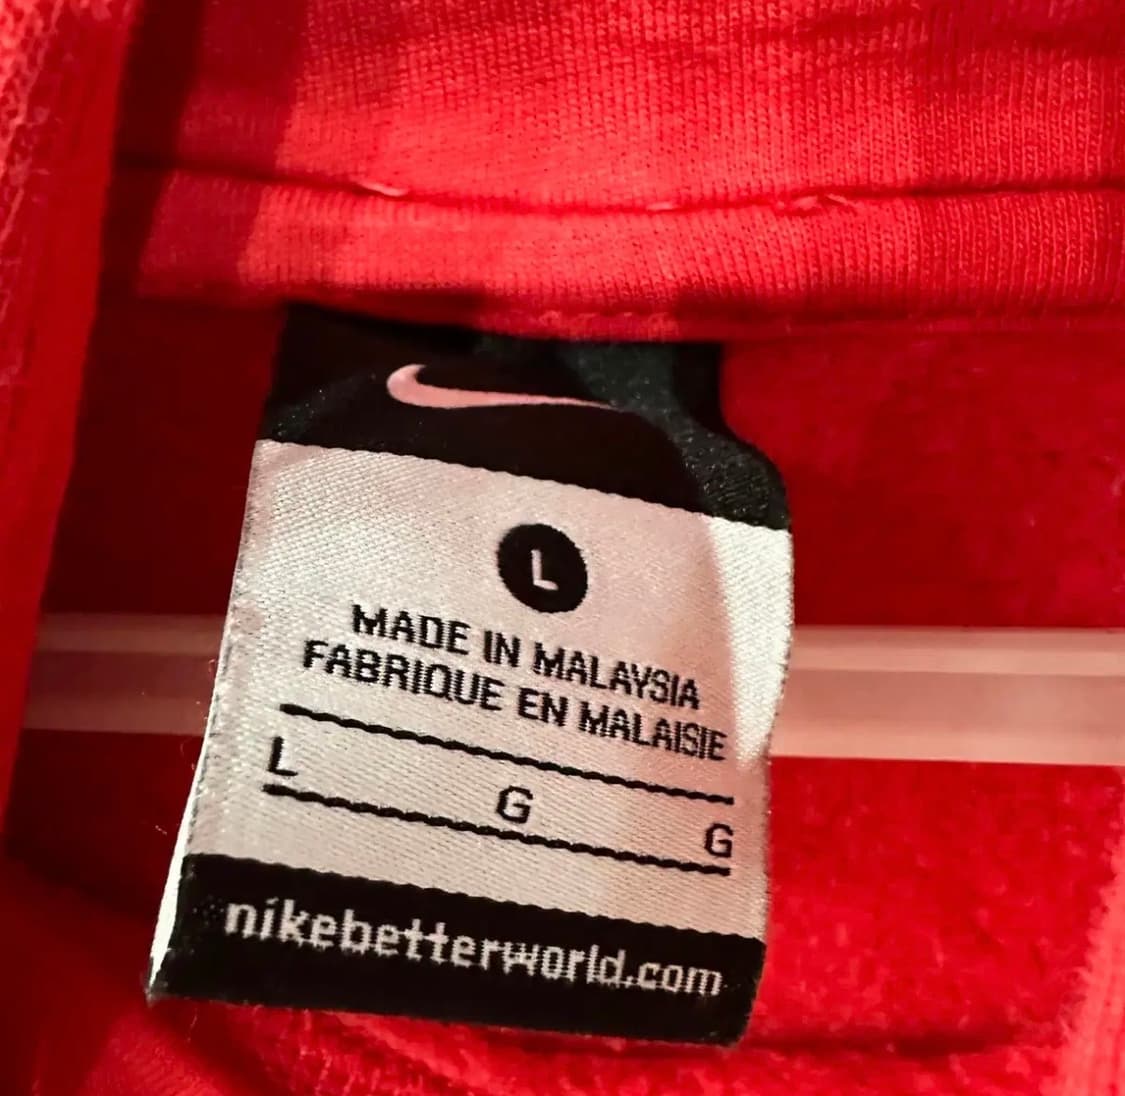 L
MADE IN MALAYSIA
FABRIQUE EN MALAISIE
L G G
nikebetterworld.com